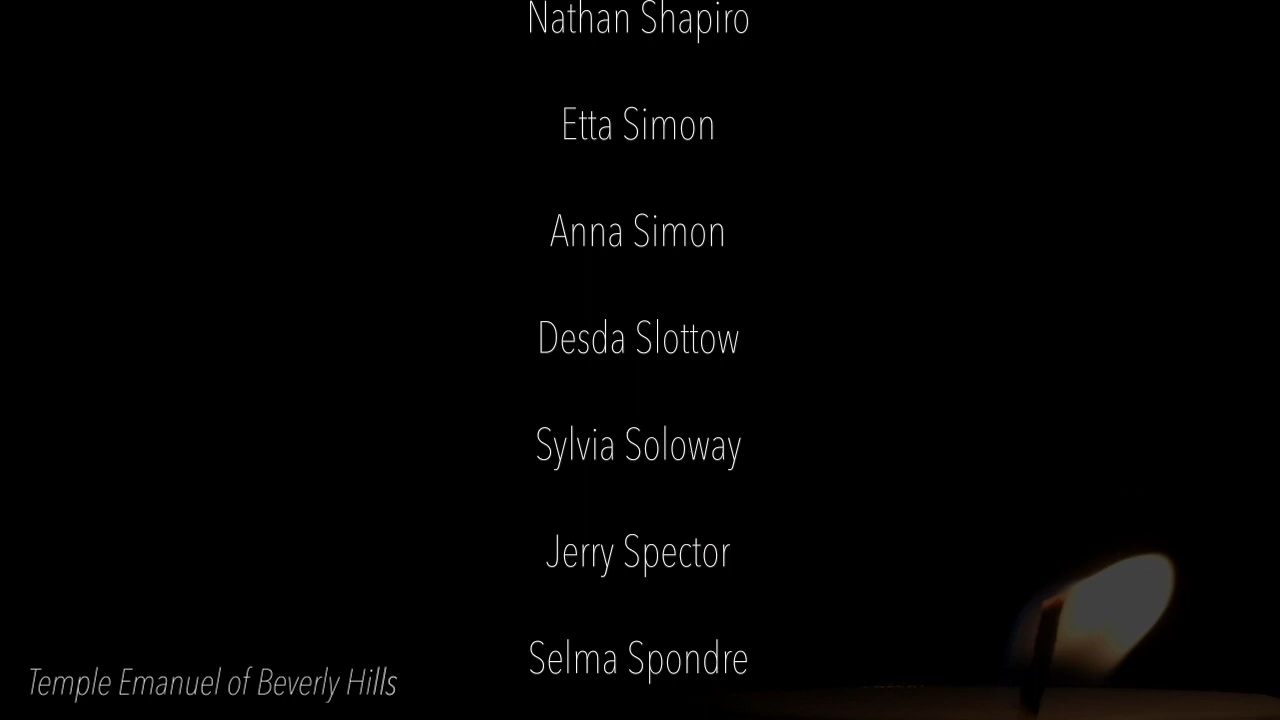 Nathan Shapiro
Etta Simon
Anna Simon
Desda Slottow
Sylvia Soloway
Jerry Spector
Selma Spondre
Temple Emanuel of Beverly Hills